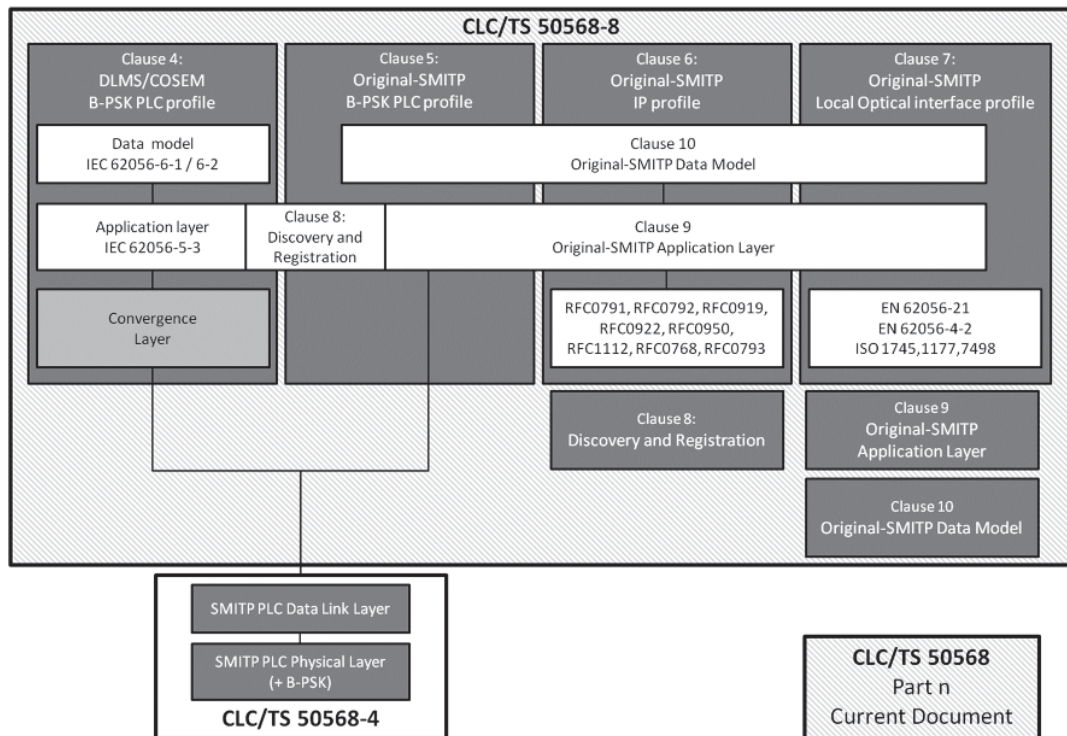 CLC/TS 50568-8
Clause 4:
DLMS/COSEM
B-PSK PLC profile
Clause 5:
Original-SMITP
B-PSK PLC profile
Clause 6:
Original-SMITP
IP profile
Clause 7:
Original-SMITP
Local Optical interface profile
Data model
IEC 62056-6-1 / 6-2
Clause 10
Original-SMITP Data Model
Application layer
IEC 62056-5-3
Clause 8:
Discovery and
Registration
Clause 9
Original-SMITP Application Layer
Convergence
Layer
RFC0791, RFC0792, RFC0919,
RFC0922, RFC0950,
RFC1112, RFC0768, RFC0793
EN 62056-21
EN 62056-4-2
ISO 1745,1177,7498
Clause 8:
Discovery and Registration
Clause 9
Original-SMITP
Application Layer
Clause 10
Original-SMITP Data Model
SMITP PLC Data Link Layer
SMITP PLC Physical Layer
(+ B-PSK)
CLC/TS 50568-4
CLC/TS 50568
Part n
Current Document